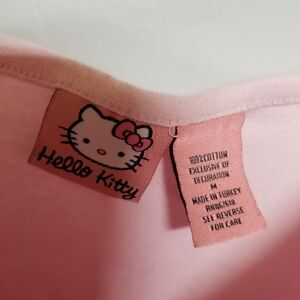 Hello Kitty
100% COTTON
EXCLUSIVE OF
DECORATION
M
MADE IN TURKEY
SEE REVERSE
FOR CARE